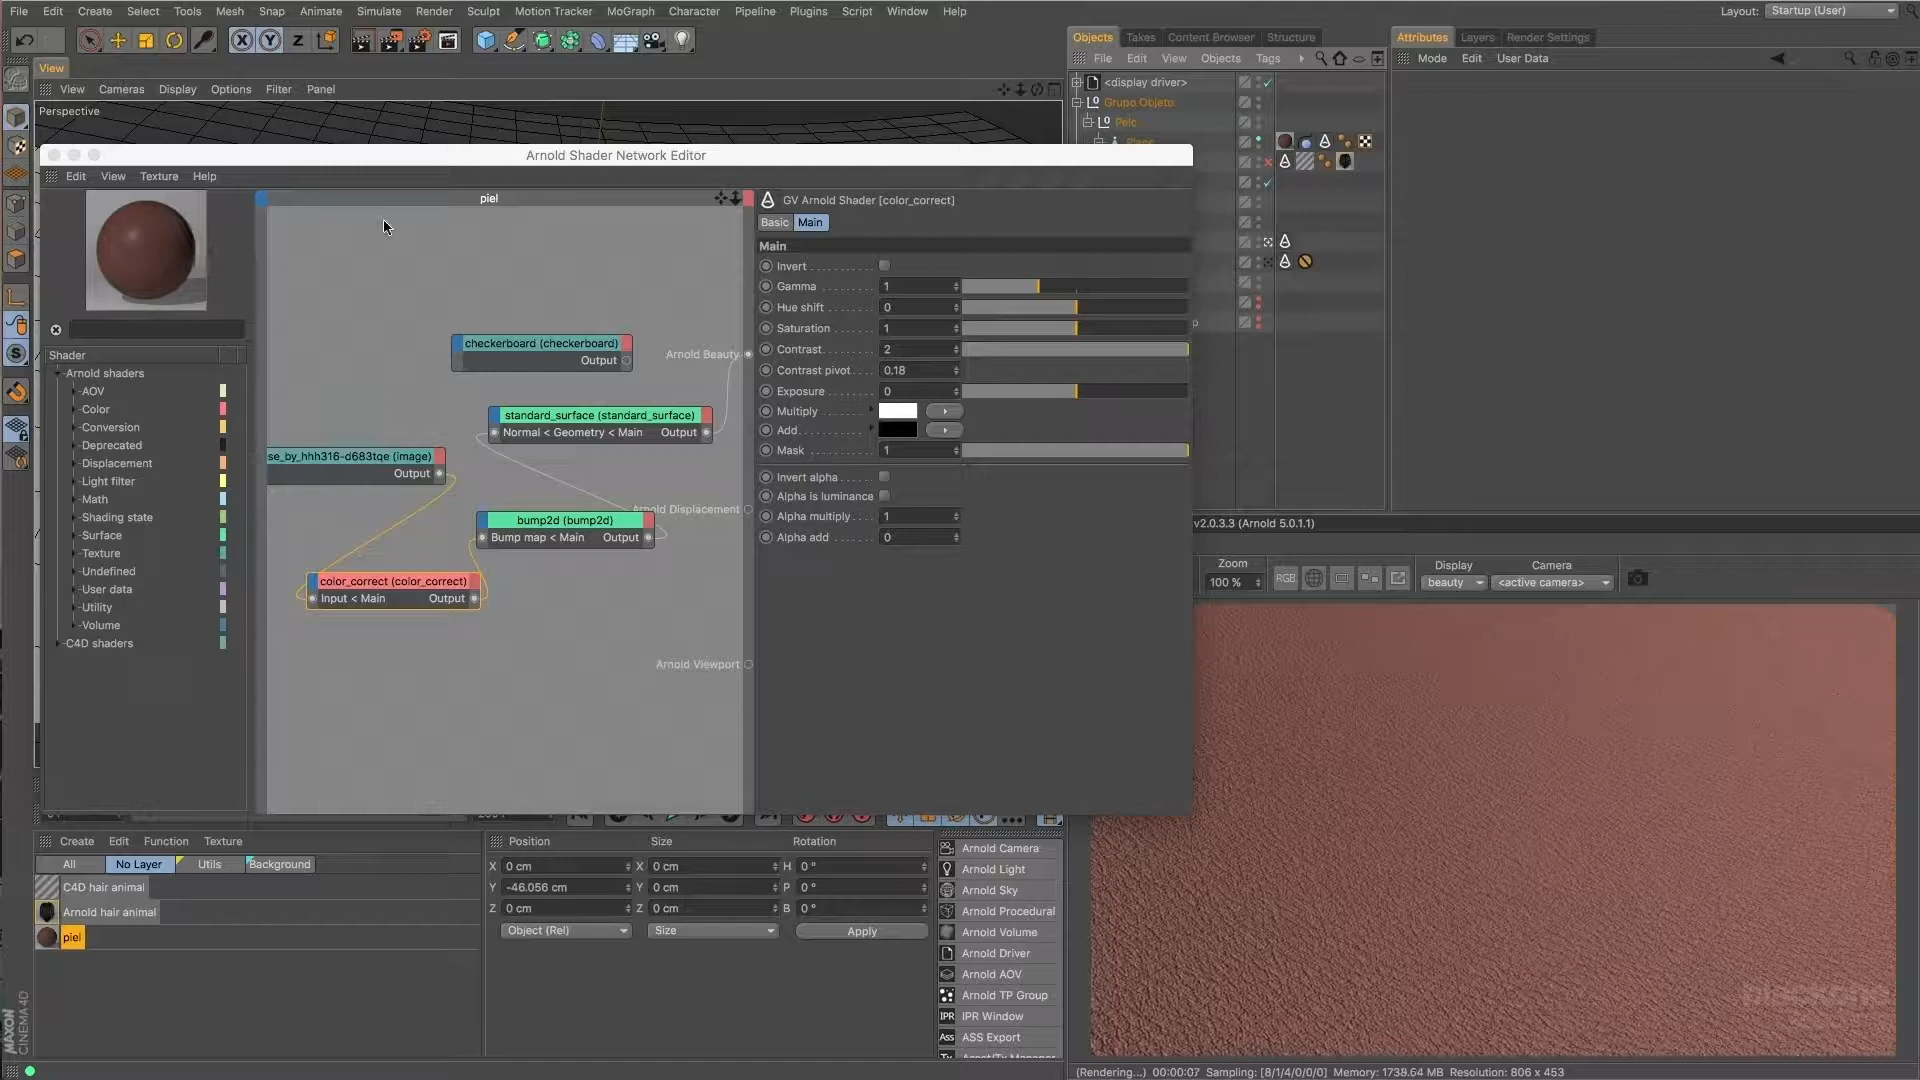 File Edit Create Select Tools Mesh Snap Animate Simulate Render Sculpt Motion Tracker MoGraph Character Pipeline Plugins Script Window Help
Layout: Startup (User)
X Y Z
Objects Takes Content Browser Structure
Attributes Layers Render Settings
File Edit View Objects Tags
Mode Edit User Data
View
View Cameras Display Options Filter Panel
Perspective
<display driver>
Grupo Objeto
Pelo
Arnold Shader Network Editor
Edit View Texture Help
piel
Shader
Arnold shaders
AOV
Color
Conversion
Deprecated
Displacement
Light filter
Math
Shading state
Surface
Texture
Undefined
User data
Utility
Volume
C4D shaders
checkerboard (checkerboard)
Output
Arnold Beauty
standard_surface (standard_surface)
Normal < Geometry < Main Output
se_by_hhh316-d683tqe (image)
Output
Arnold Displacement
bump2d (bump2d)
Bump map < Main Output
color_correct (color_correct)
Input < Main Output
Arnold Viewport
GV Arnold Shader [color_correct]
Basic Main
Main
Invert
Gamma 1
Hue shift 0
Saturation 1
Contrast 2
Contrast pivot 0.18
Exposure 0
Multiply
Add
Mask 1
Invert alpha
Alpha is luminance
Alpha multiply 1
Alpha add 0
v2.0.3.3 (Arnold 5.0.1.1)
Zoom Display Camera
100 % RGB beauty <active camera>
Create Edit Function Texture
All No Layer Utils Background
C4D hair animal
Arnold hair animal
piel
Position Size Rotation
X 0 cm X 0 cm H 0 °
Y -46.056 cm Y 0 cm P 0 °
Z 0 cm Z 0 cm B 0 °
Object (Rel) Size Apply
Arnold Camera
Arnold Light
Arnold Sky
Arnold Procedural
Arnold Volume
Arnold Driver
Arnold AOV
Arnold TP Group
IPR IPR Window
Ass ASS Export
MAXON
CINEMA 4D
(Rendering...) 00:00:07 Sampling: [8/1/4/0/0/0] Memory: 1738.64 MB Resolution: 806 x 453